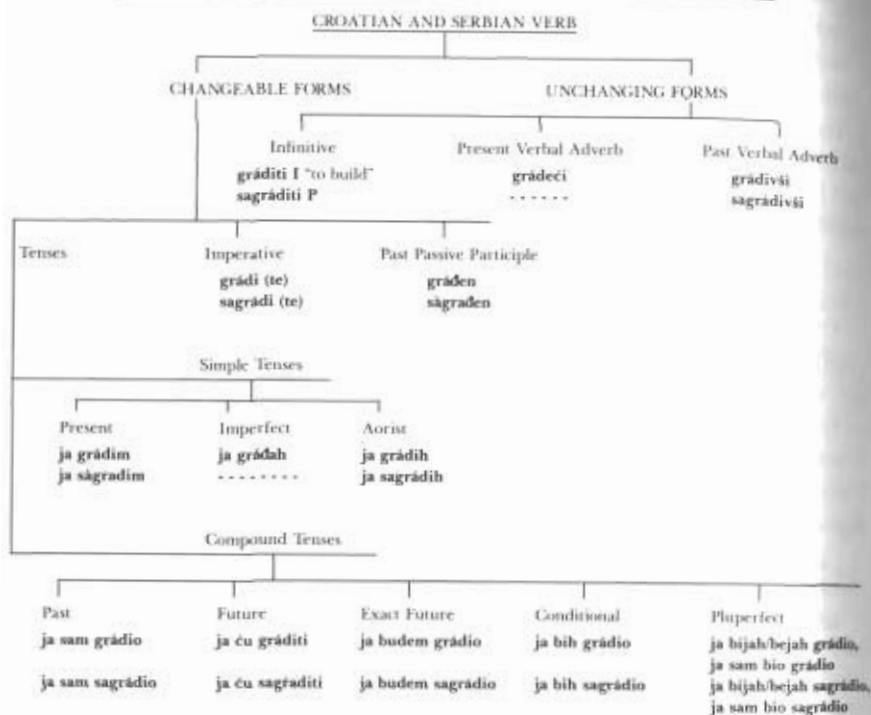 CROATIAN AND SERBIAN VERB
CHANGEABLE FORMS UNCHANGING FORMS
Infinitive Present Verbal Adverb Past Verbal Adverb
gráditi I "to build" grádeći grádivši
sagráditi P - - - - - - sagrádivši
Tenses Imperative Past Passive Participle
grádi (te) gráđen
sagrádi (te) sàgrađen
Simple Tenses
Present Imperfect Aorist
ja grádim ja gráđah ja grádih
ja sàgradim - - - - - - - - ja sagrádih
Compound Tenses
Past Future Exact Future Conditional Pluperfect
ja sam grádio ja ću gráditi ja budem grádio ja bih grádio ja bijah/bejah grádio,
ja sam bio grádio
ja sam sagrádio ja ću sagraditi ja budem sagrádio ja bih sagrádio ja bijah/bejah sagrádio,
ja sam bio sagrádio